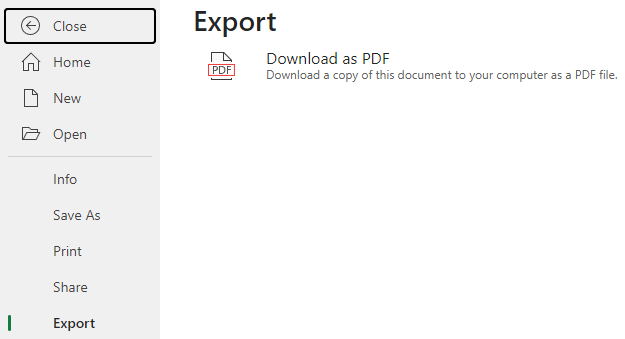 Close
Home
New
Open
Info
Save As
Print
Share
Export
Export
PDF
Download as PDF
Download a copy of this document to your computer as a PDF file.